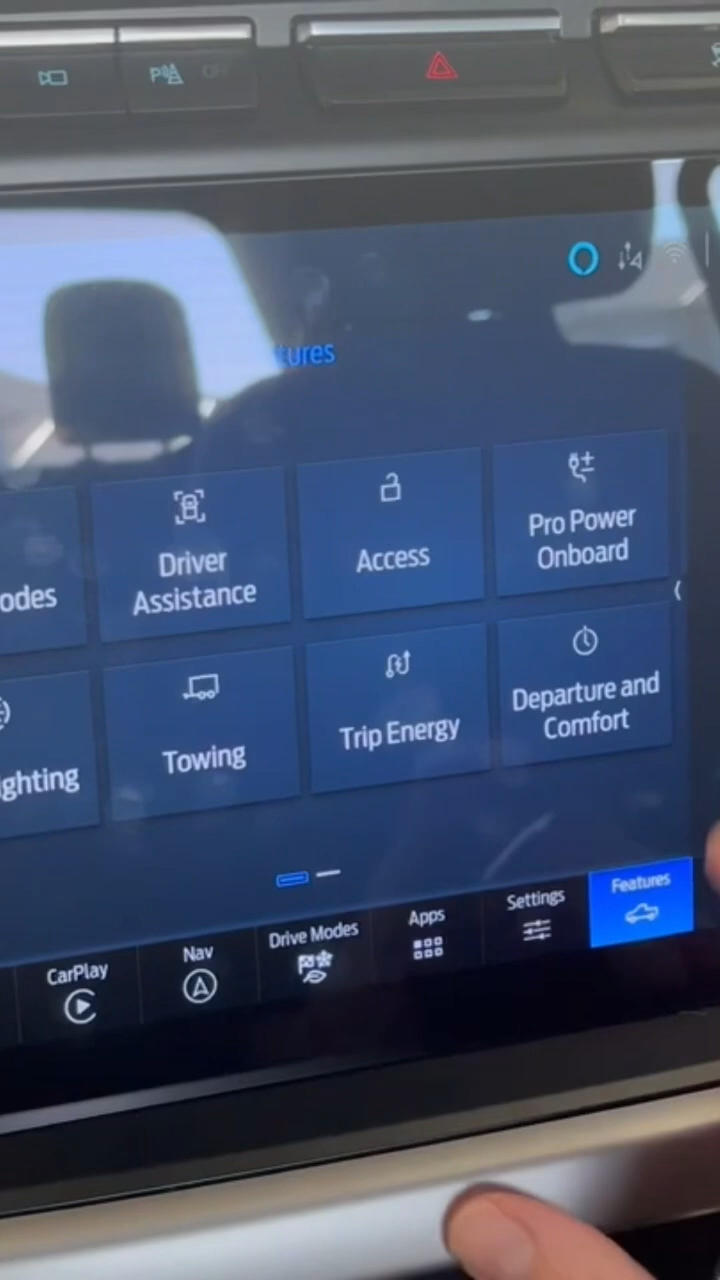 P
OFF
tures
odes
Driver
Assistance
Access
Pro Power
Onboard
ghting
Towing
Trip Energy
Departure and
Comfort
CarPlay
Nav
Drive Modes
Apps
Settings
Features